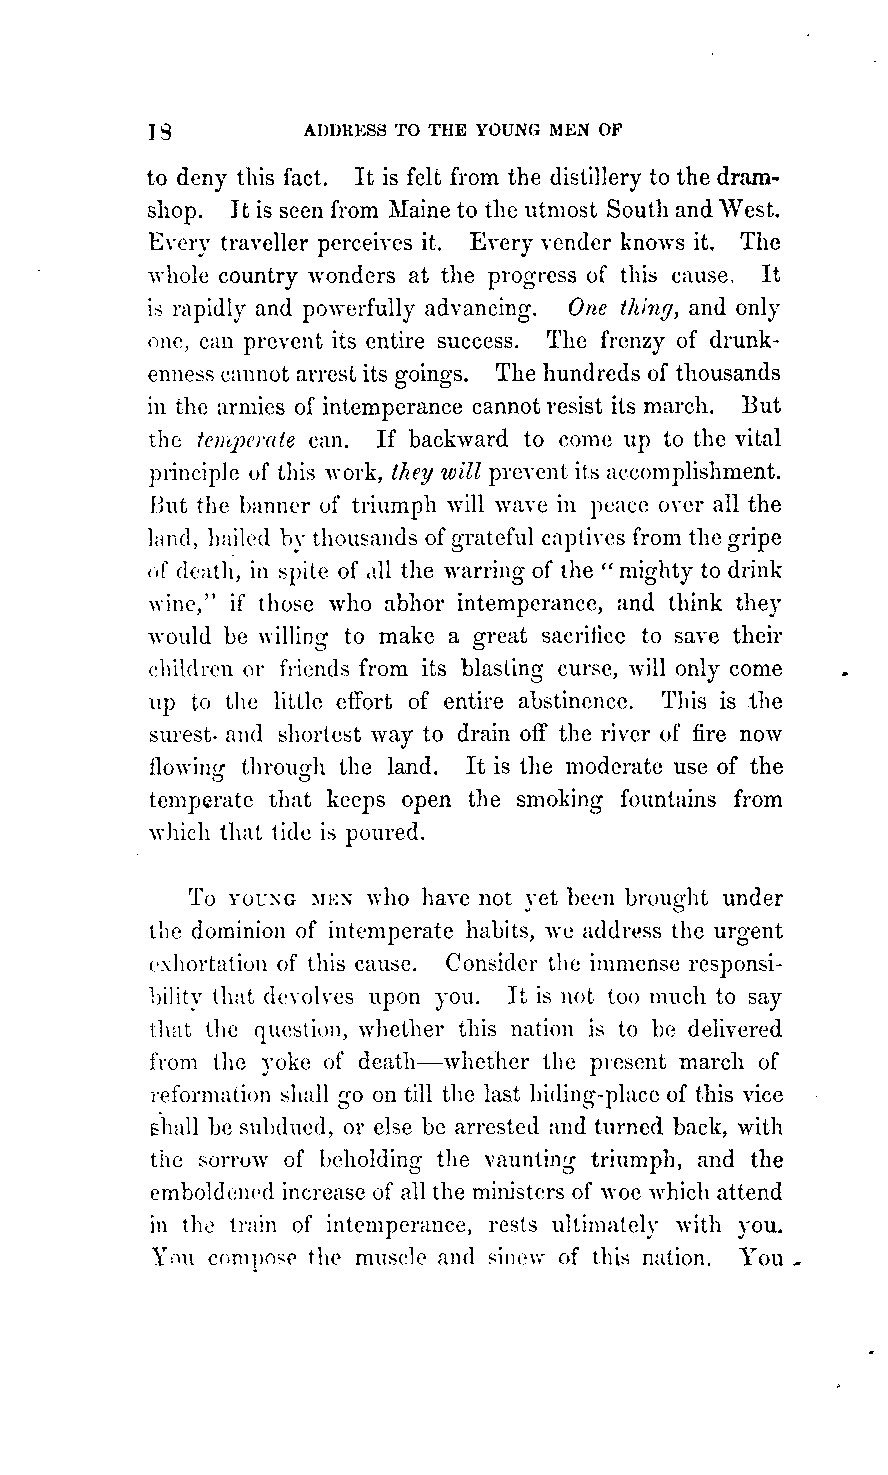 18 ADDRESS TO THE YOUNG MEN OF
to deny this fact. It is felt from the distillery to the dram-
shop. It is seen from Maine to the utmost South and West.
Every traveller perceives it. Every vender knows it. The
whole country wonders at the progress of this cause. It
is rapidly and powerfully advancing. One thing, and only
one, can prevent its entire success. The frenzy of drunk-
enness cannot arrest its goings. The hundreds of thousands
in the armies of intemperance cannot resist its march. But
the temperate can. If backward to come up to the vital
principle of this work, they will prevent its accomplishment.
But the banner of triumph will wave in peace over all the
land, hailed by thousands of grateful captives from the gripe
of death, in spite of all the warring of the "mighty to drink
wine," if those who abhor intemperance, and think they
would be willing to make a great sacrifice to save their
children or friends from its blasting curse, will only come
up to the little effort of entire abstinence. This is the
surest and shortest way to drain off the river of fire now
flowing through the land. It is the moderate use of the
temperate that keeps open the smoking fountains from
which that tide is poured.
To YOUNG MEN who have not yet been brought under
the dominion of intemperate habits, we address the urgent
exhortation of this cause. Consider the immense responsi-
bility that devolves upon you. It is not too much to say
that the question, whether this nation is to be delivered
from the yoke of death—whether the present march of
reformation shall go on till the last hiding-place of this vice
shall be subdued, or else be arrested and turned back, with
the sorrow of beholding the vaunting triumph, and the
emboldened increase of all the ministers of woe which attend
in the train of intemperance, rests ultimately with you.
You compose the muscle and sinew of this nation. You